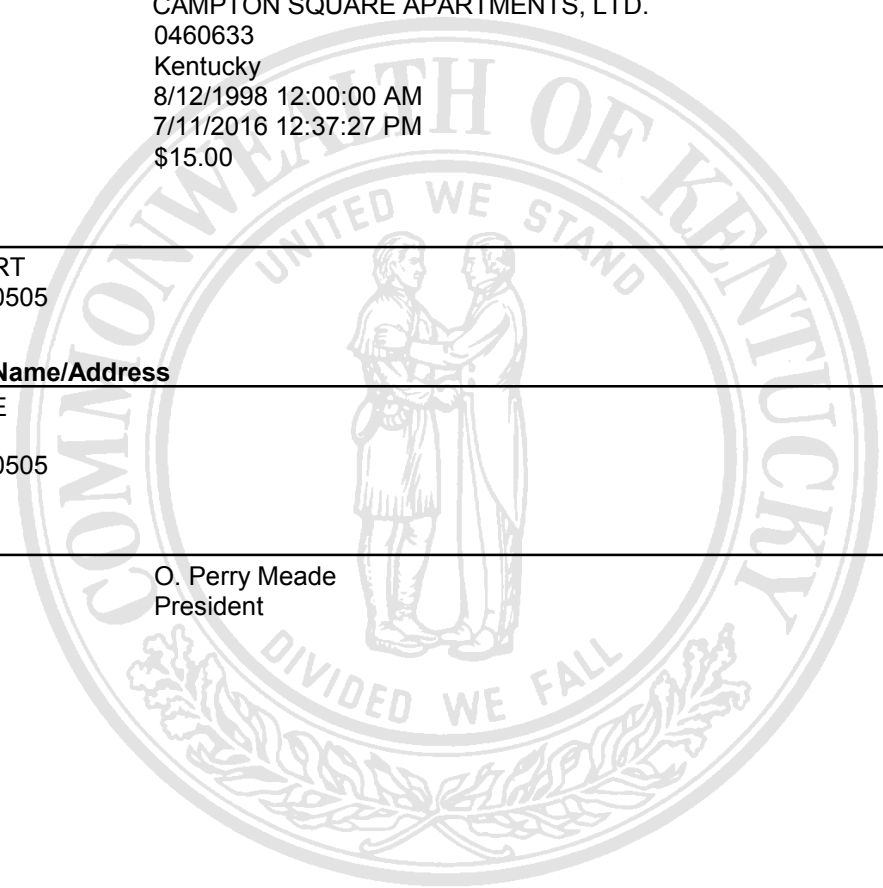 CAMPTON SQUARE APARTMENTS, LTD.
0460633
Kentucky
8/12/1998 12:00:00 AM
7/11/2016 12:37:27 PM
$15.00
COMMONWEALTH OF KENTUCKY
UNITED WE STAND
RT
0505
Name/Address
E
0505
O. Perry Meade
President
DIVIDED WE FALL